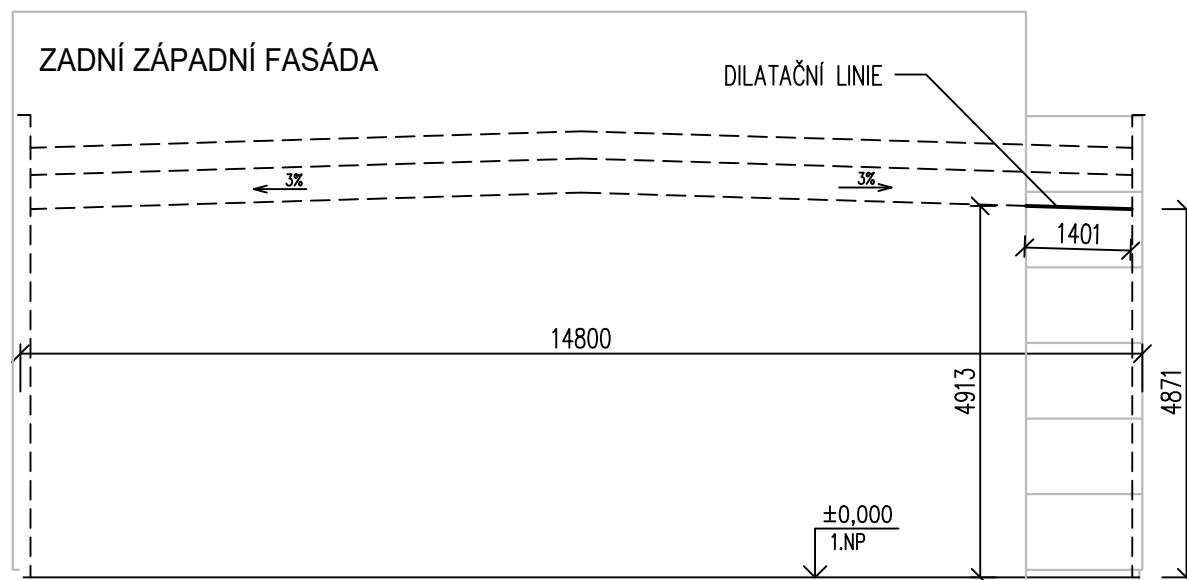 ZADNÍ ZÁPADNÍ FASÁDA
DILATAČNÍ LINIE
3%
3%
1401
14800
4913
4871
±0,000
1.NP